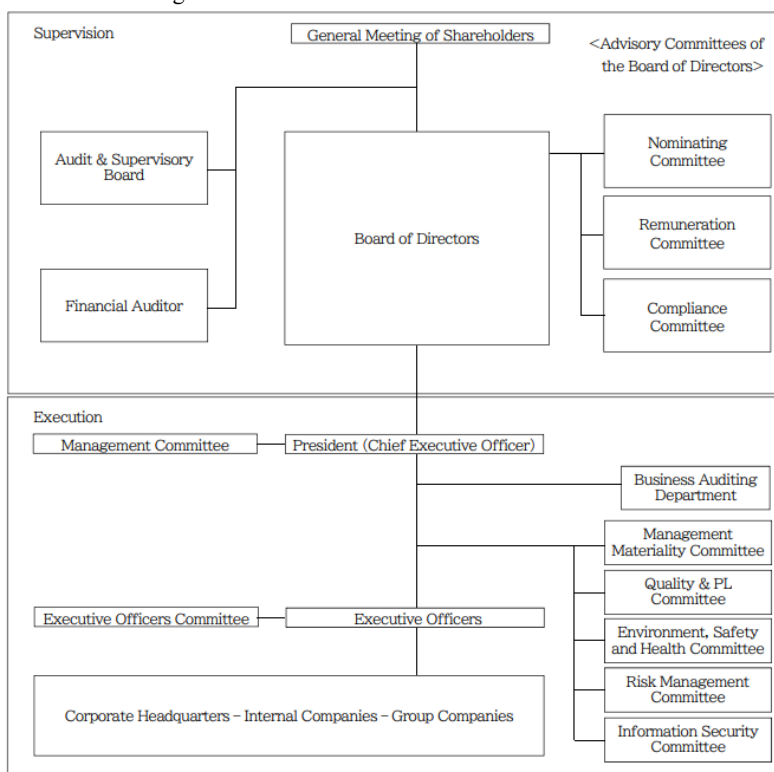 Supervision
General Meeting of Shareholders
<Advisory Committees of
the Board of Directors>
Audit & Supervisory
Board
Nominating
Committee
Board of Directors
Remuneration
Committee
Financial Auditor
Compliance
Committee
Execution
Management Committee
President (Chief Executive Officer)
Business Auditing
Department
Management
Materiality Committee
Quality & PL
Committee
Executive Officers Committee
Executive Officers
Environment, Safety
and Health Committee
Risk Management
Committee
Corporate Headquarters – Internal Companies – Group Companies
Information Security
Committee